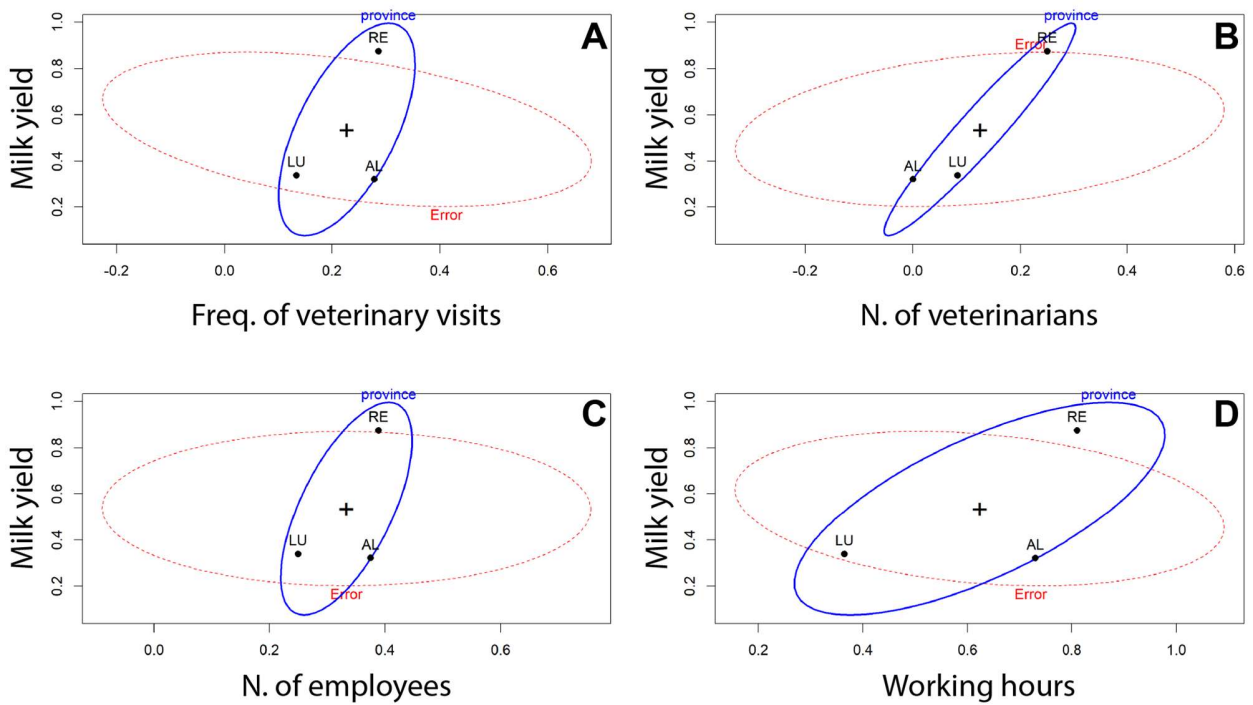 province
A
RE
LU
AL
Error
Milk yield
0.2 0.4 0.6 0.8 1.0
-0.2 0.0 0.2 0.4 0.6
Freq. of veterinary visits
province
B
Error
RE
AL
LU
Milk yield
0.2 0.4 0.6 0.8 1.0
-0.2 0.0 0.2 0.4 0.6
N. of veterinarians
province
C
RE
LU
AL
Error
Milk yield
0.2 0.4 0.6 0.8 1.0
0.0 0.2 0.4 0.6
N. of employees
province
D
RE
LU
AL
Error
Milk yield
0.2 0.4 0.6 0.8 1.0
0.2 0.4 0.6 0.8 1.0
Working hours